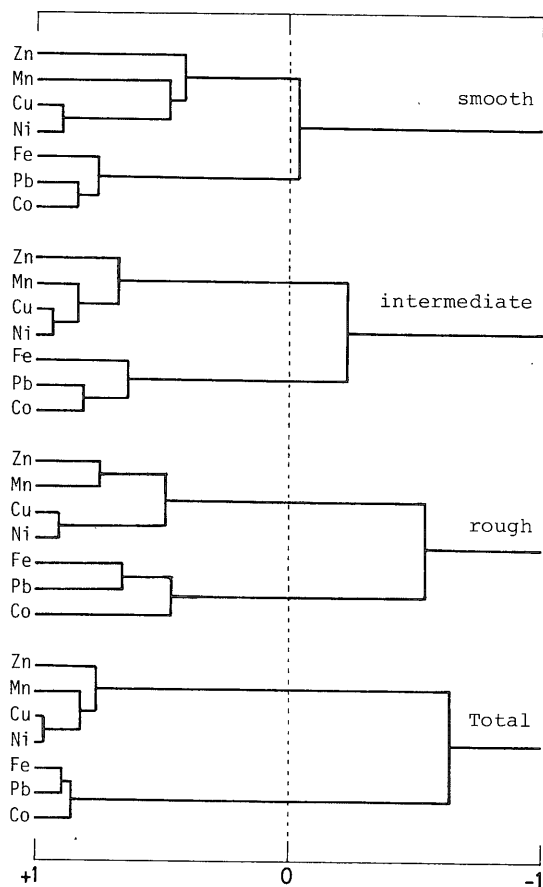 Zn
Mn
smooth
Cu
Ni
Fe
Pb
Co
Zn
Mn
intermediate
Cu
Ni
Fe
Pb
Co
Zn
Mn
Cu
rough
Ni
Fe
Pb
Co
Zn
Mn
Cu
Total
Ni
Fe
Pb
Co
+1 0 -1